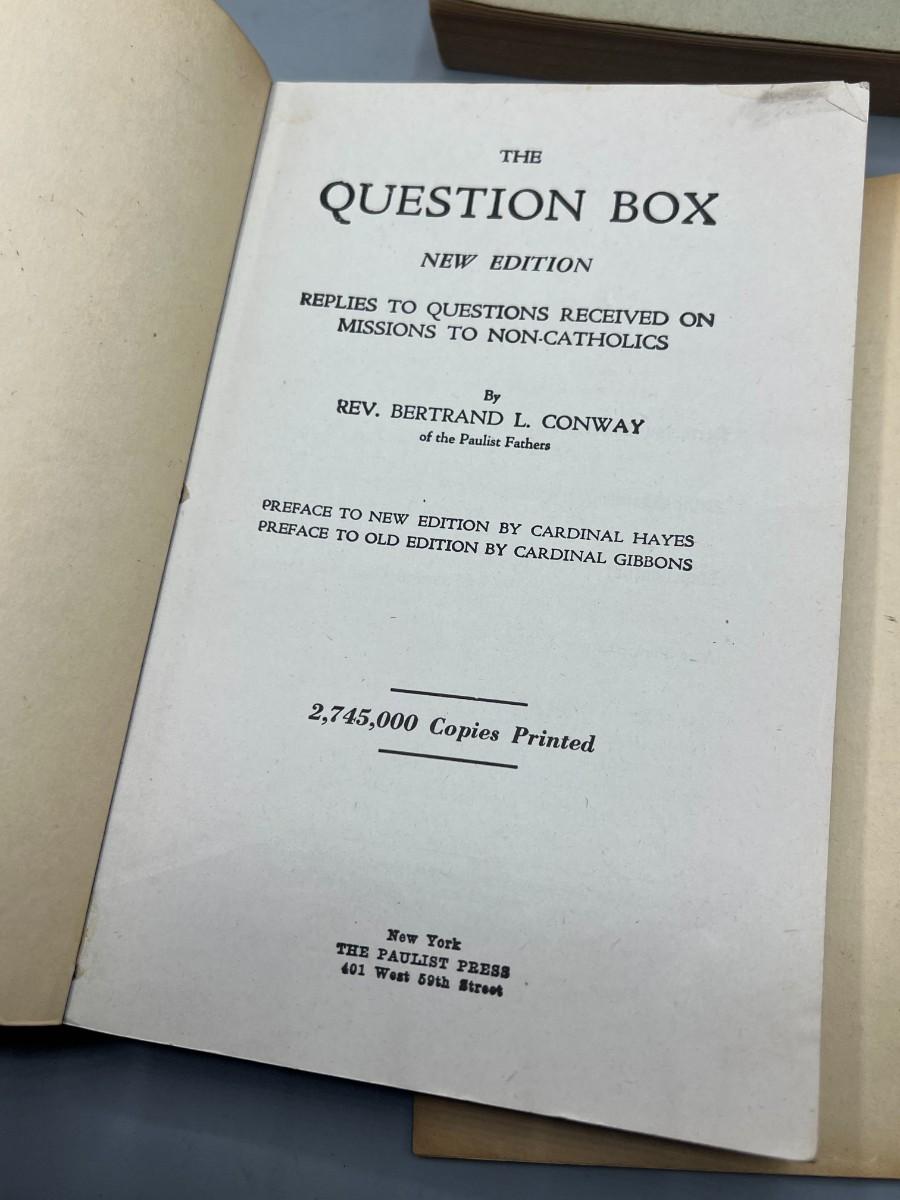 THE
QUESTION BOX
NEW EDITION
REPLIES TO QUESTIONS RECEIVED ON
MISSIONS TO NON-CATHOLICS
By
REV. BERTRAND L. CONWAY
of the Paulist Fathers
PREFACE TO NEW EDITION BY CARDINAL HAYES
PREFACE TO OLD EDITION BY CARDINAL GIBBONS
2,745,000 Copies Printed
New York
THE PAULIST PRESS
401 West 59th Street